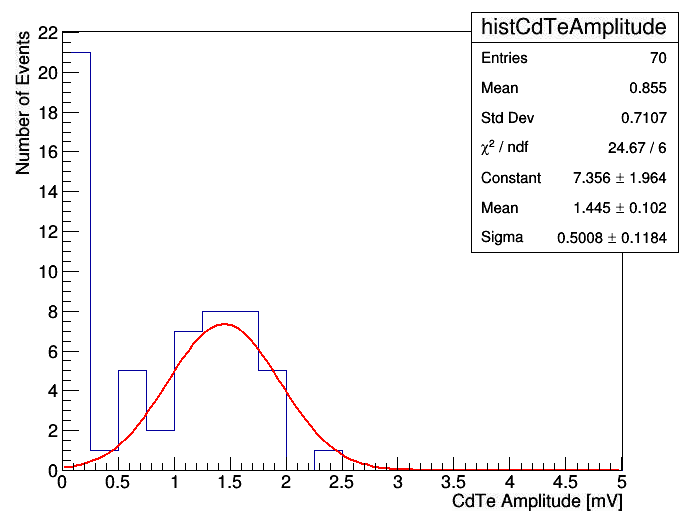 histCdTeAmplitude
Entries 70
Mean 0.855
Std Dev 0.7107
χ² / ndf 24.67 / 6
Constant 7.356 ± 1.964
Mean 1.445 ± 0.102
Sigma 0.5008 ± 0.1184
Number of Events
22
20
18
16
14
12
10
8
6
4
2
0
0 0.5 1 1.5 2 2.5 3 3.5 4 4.5 5
CdTe Amplitude [mV]